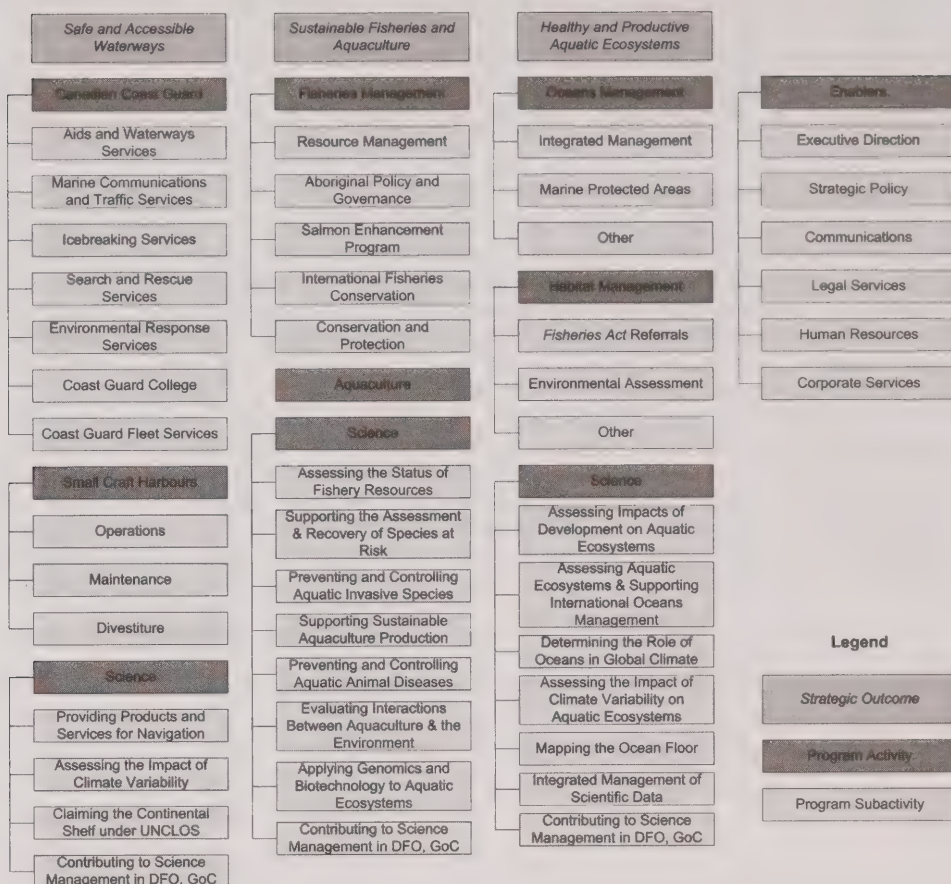 Safe and Accessible
Waterways
Canadian Coast Guard
Aids and Waterways
Services
Marine Communications
and Traffic Services
Icebreaking Services
Search and Rescue
Services
Environmental Response
Services
Coast Guard College
Coast Guard Fleet Services
Small Craft Harbours
Operations
Maintenance
Divestiture
Science
Providing Products and
Services for Navigation
Assessing the Impact of
Climate Variability
Claiming the Continental
Shelf under UNCLOS
Contributing to Science
Management in DFO, GoC
Sustainable Fisheries and
Aquaculture
Fisheries Management
Resource Management
Aboriginal Policy and
Governance
Salmon Enhancement
Program
International Fisheries
Conservation
Conservation and
Protection
Aquaculture
Science
Assessing the Status of
Fishery Resources
Supporting the Assessment
& Recovery of Species at
Risk
Preventing and Controlling
Aquatic Invasive Species
Supporting Sustainable
Aquaculture Production
Preventing and Controlling
Aquatic Animal Diseases
Evaluating Interactions
Between Aquaculture & the
Environment
Applying Genomics and
Biotechnology to Aquatic
Ecosystems
Contributing to Science
Management in DFO, GoC
Healthy and Productive
Aquatic Ecosystems
Oceans Management
Integrated Management
Marine Protected Areas
Other
Habitat Management
Fisheries Act Referrals
Environmental Assessment
Other
Science
Assessing Impacts of
Development on Aquatic
Ecosystems
Assessing Aquatic
Ecosystems & Supporting
International Oceans
Management
Determining the Role of
Oceans in Global Climate
Assessing the Impact of
Climate Variability on
Aquatic Ecosystems
Mapping the Ocean Floor
Integrated Management of
Scientific Data
Contributing to Science
Management in DFO, GoC
Enablers
Executive Direction
Strategic Policy
Communications
Legal Services
Human Resources
Corporate Services
Legend
Strategic Outcome
Program Activity
Program Subactivity